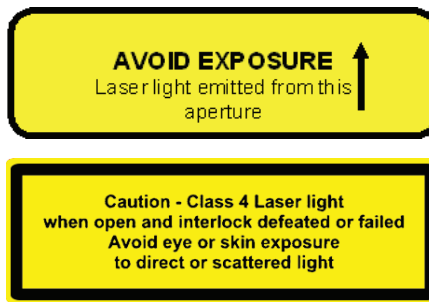 AVOID EXPOSURE
Laser light emitted from this
aperture
Caution - Class 4 Laser light
when open and interlock defeated or failed
Avoid eye or skin exposure
to direct or scattered light